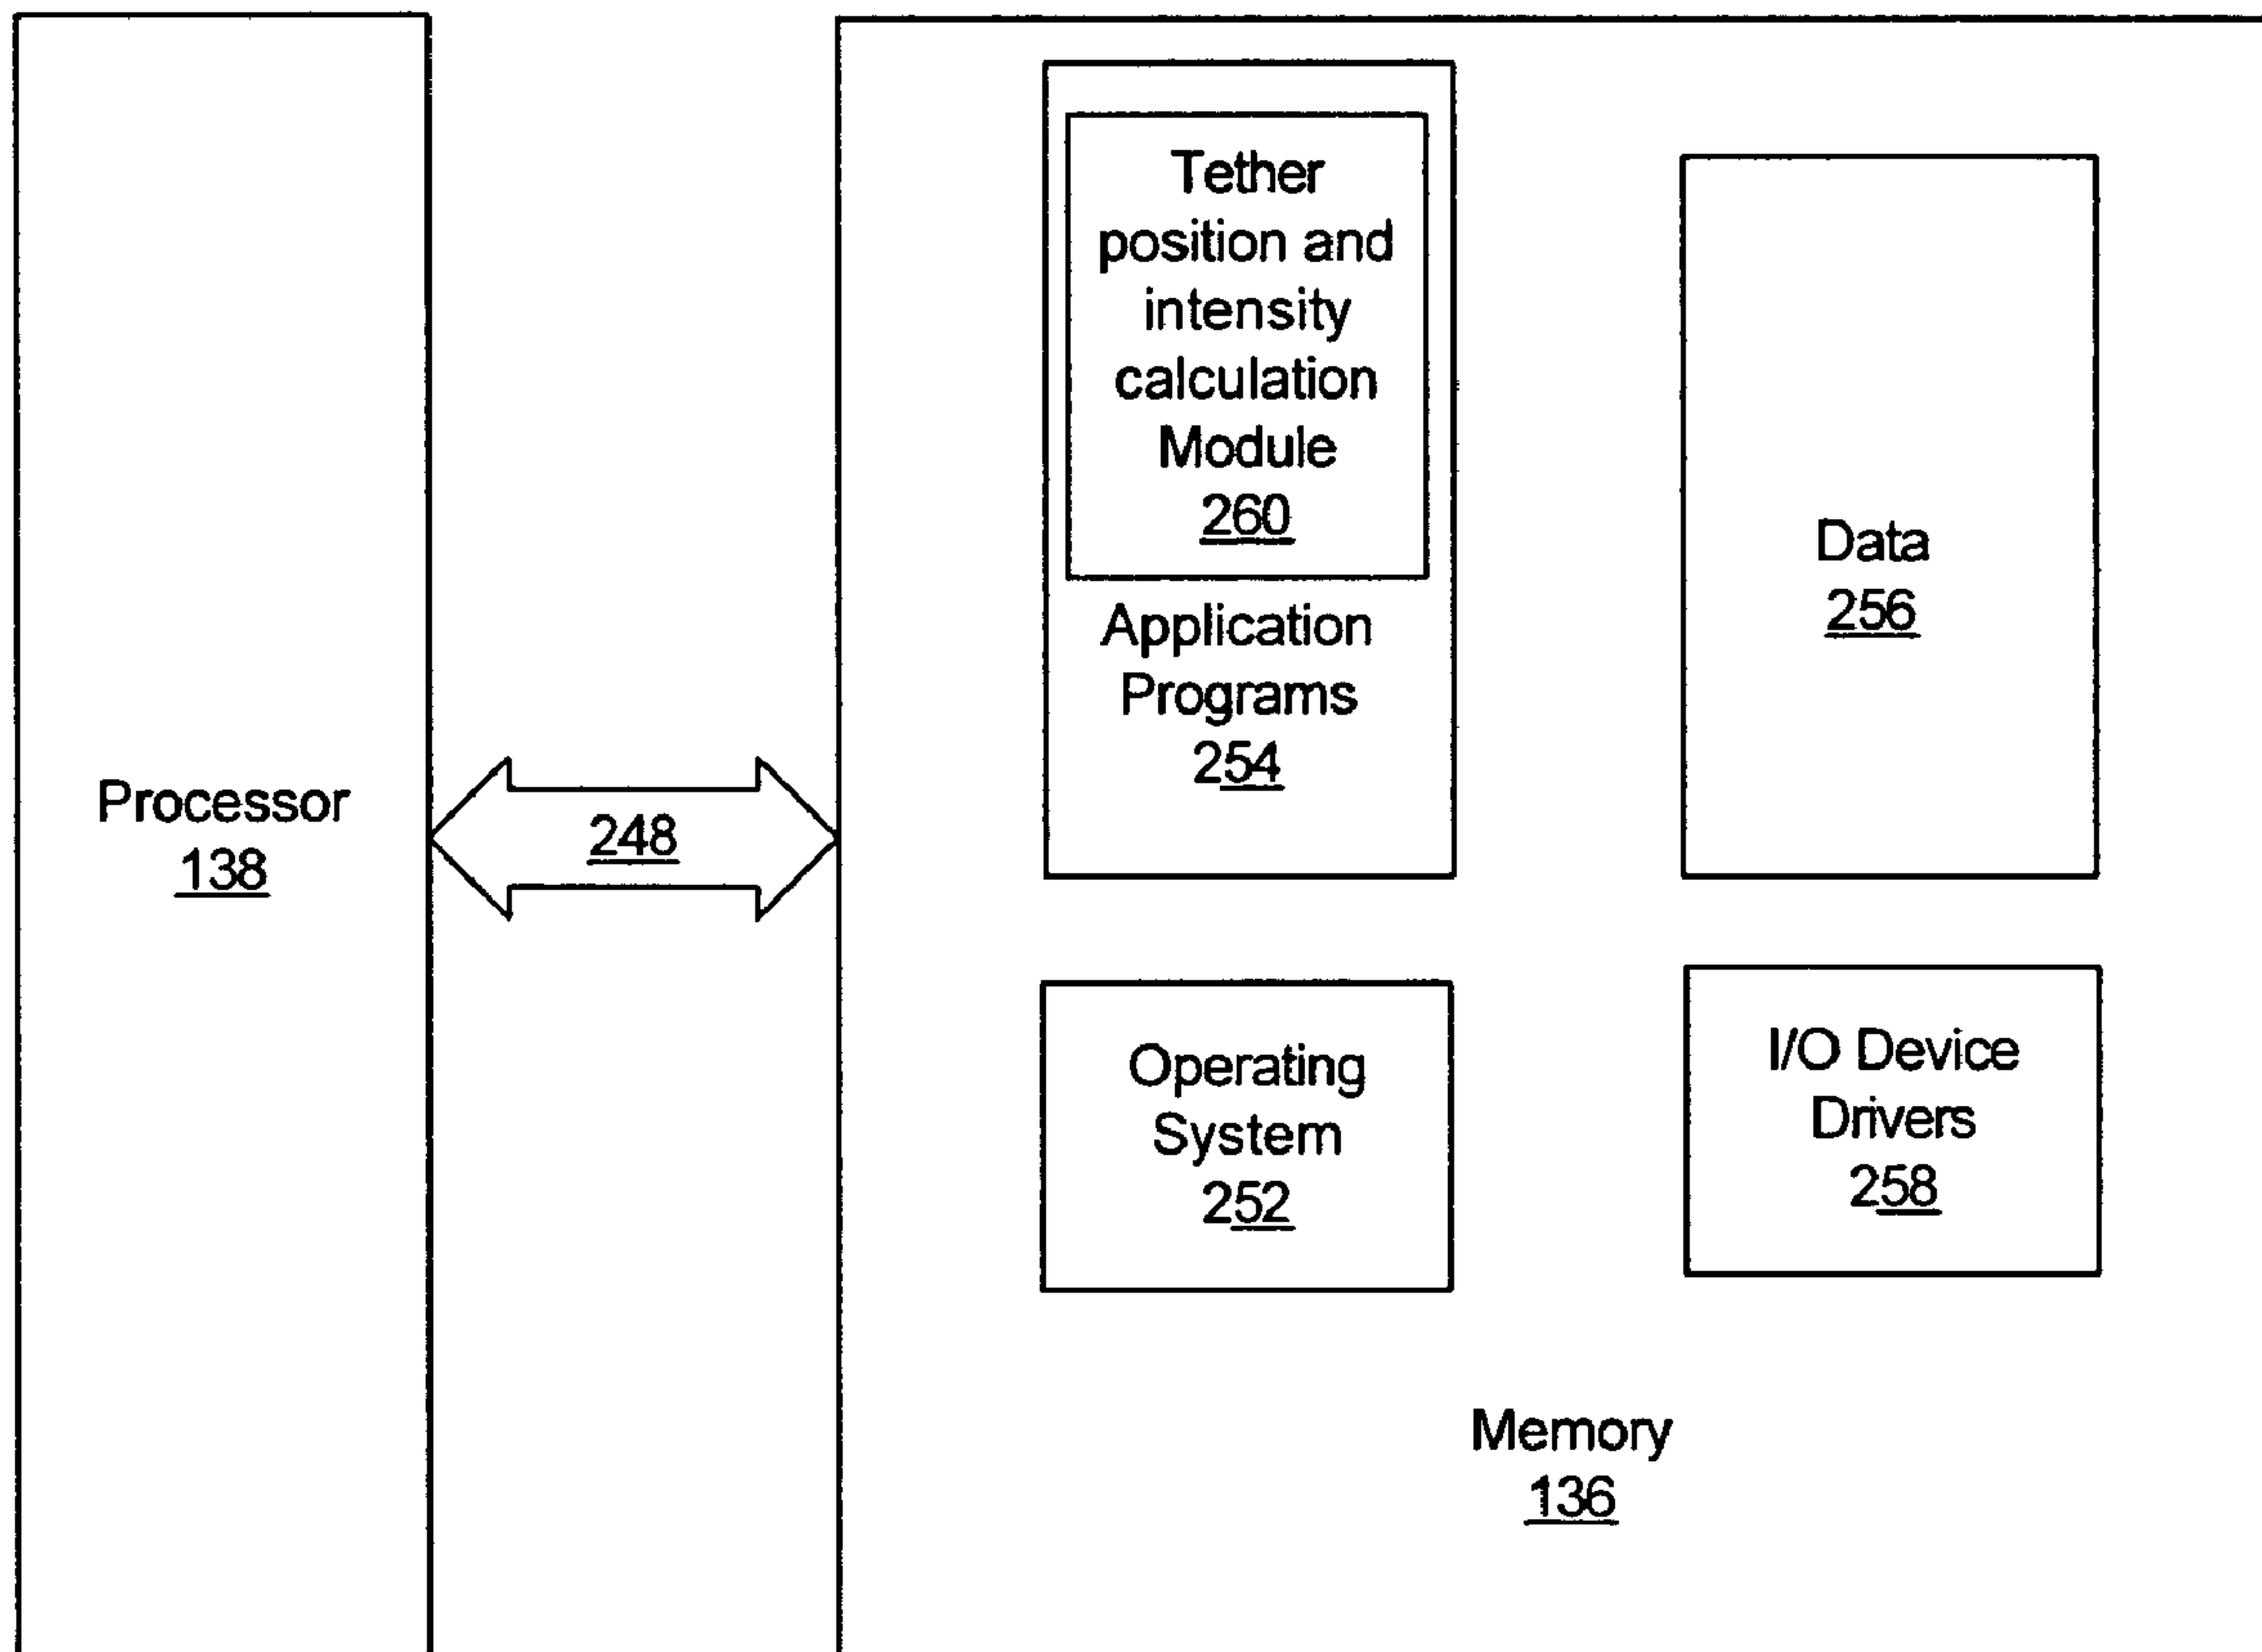 Processor
138
248
Tether
position and
intensity
calculation
Module
260
Application
Programs
254
Data
256
Operating
System
252
I/O Device
Drivers
258
Memory
136